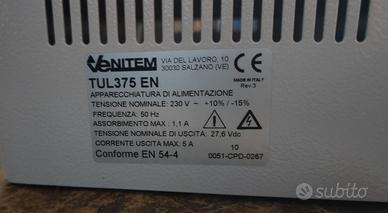 VENITEM
VIA DEL LAVORO, 10
30030 SALZANO (VE)
CE
TUL375 EN
MADE IN ITALY
Rev.3
APPARECCHIATURA DI ALIMENTAZIONE
TENSIONE NOMINALE: 230 V ~ +10% / -15%
FREQUENZA: 50 Hz
ASSORBIMENTO MAX : 1,1 A
TENSIONE NOMINALE DI USCITA: 27,6 Vdc
CORRENTE USCITA MAX: 5 A
10
Conforme EN 54-4
0051-CPD-0267
subito